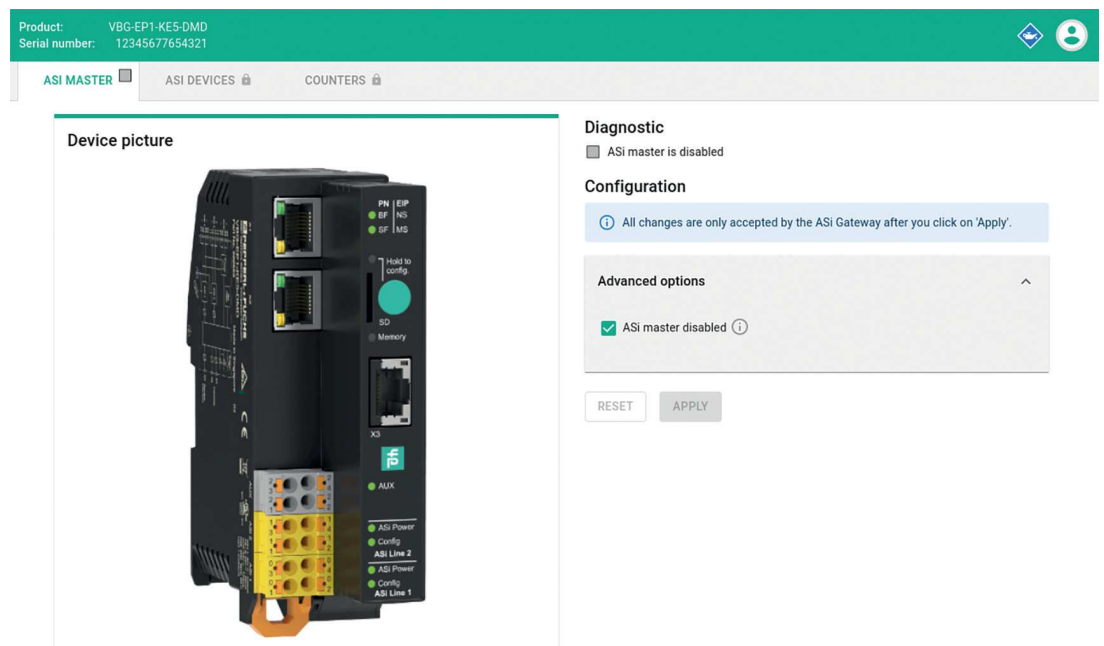 Product: VBG-EP1-KE5-DMD
Serial number: 12345677654321
ASI MASTER
ASI DEVICES
COUNTERS
Device picture
PN | EIP
BF | NS
SF | MS
Hold to
config.
SD
Memory
X3
AUX
ASi Power
Config
ASi Line 2
ASi Power
Config
ASi Line 1
PEPPERL+FUCHS
Diagnostic
ASi master is disabled
Configuration
All changes are only accepted by the ASi Gateway after you click on 'Apply'.
Advanced options
ASi master disabled
RESET
APPLY